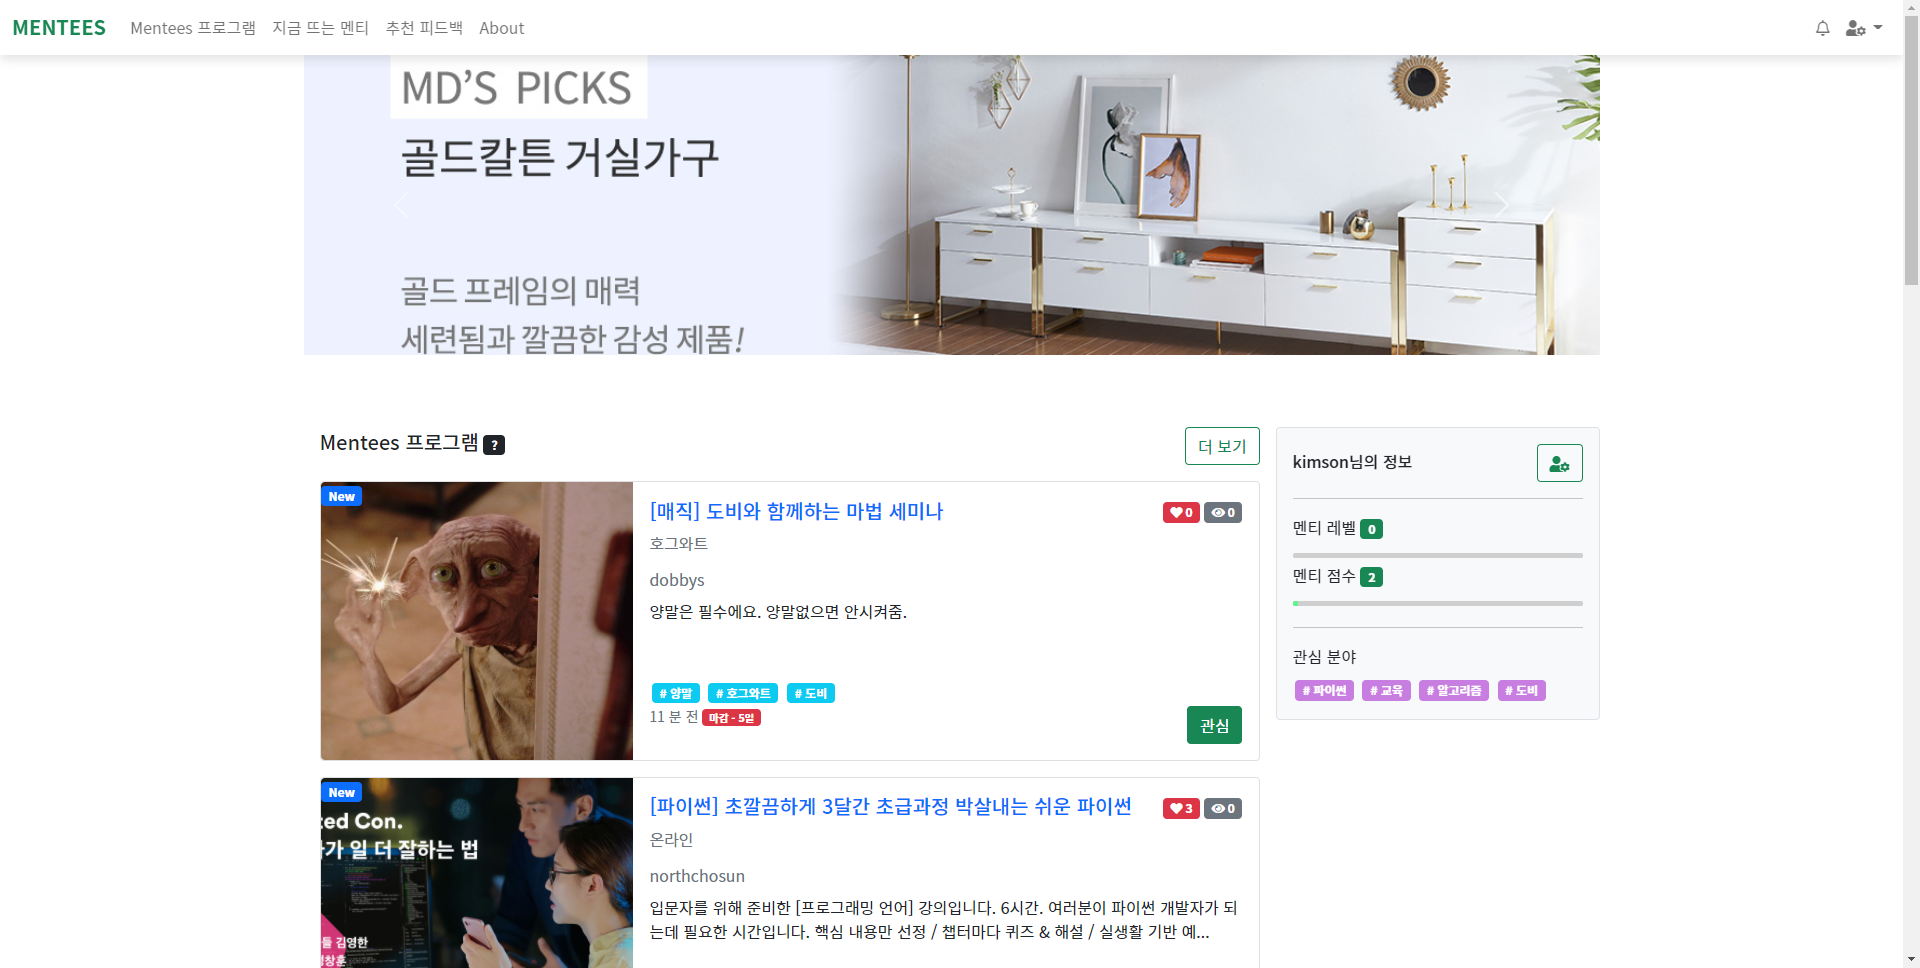 MENTEES Mentees 프로그램 지금 뜨는 멘티 추천 피드백 About
MD'S PICKS
골드칼튼 거실가구
골드 프레임의 매력
세련됨과 깔끔한 감성 제품!
Mentees 프로그램 ?
더 보기
New
[매직] 도비와 함께하는 마법 세미나
0 0
호그와트
dobbys
양말은 필수에요. 양말없으면 안시켜줌.
# 양말 # 호그와트 # 도비
11 분 전 마감 - 5일
관심
New
ted Con.
가 일 더 잘하는 법
들 김영한
창훈
[파이썬] 초깔끔하게 3달간 초급과정 박살내는 쉬운 파이썬
3 0
온라인
northchosun
입문자를 위해 준비한 [프로그래밍 언어] 강의입니다. 6시간. 여러분이 파이썬 개발자가 되
는데 필요한 시간입니다. 핵심 내용만 선정 / 챕터마다 퀴즈 & 해설 / 실생활 기반 예...
kimson님의 정보
멘티 레벨 0
멘티 점수 2
관심 분야
# 파이썬 # 교육 # 알고리즘 # 도비